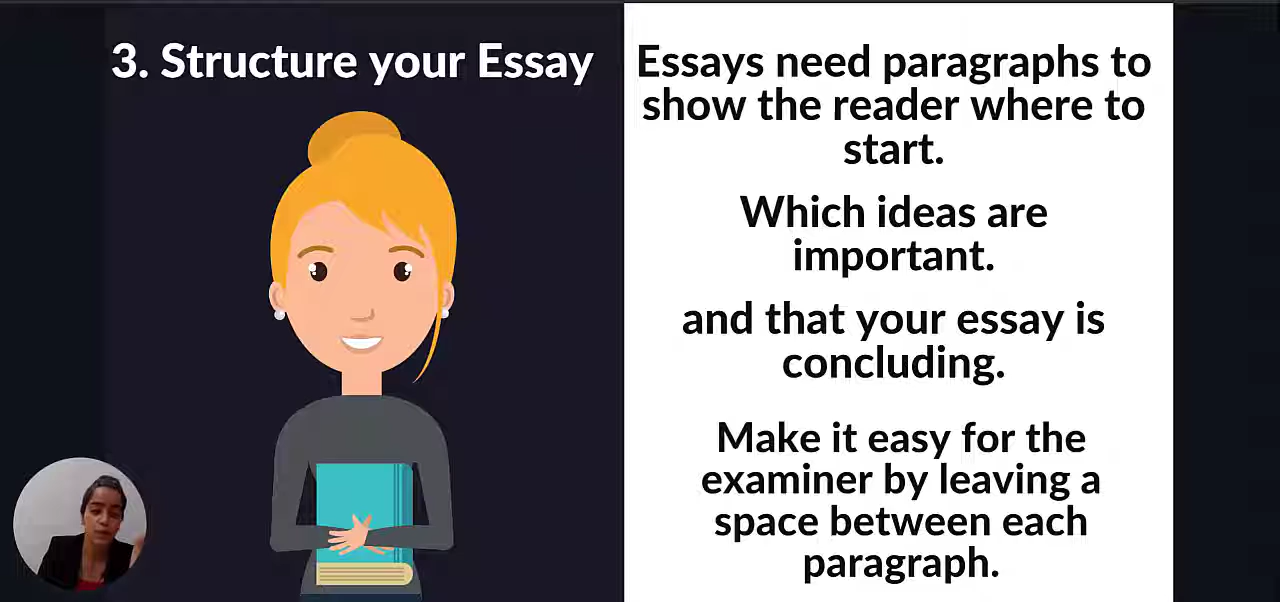 3. Structure your Essay
Essays need paragraphs to
show the reader where to
start.
Which ideas are
important.
and that your essay is
concluding.
Make it easy for the
examiner by leaving a
space between each
paragraph.